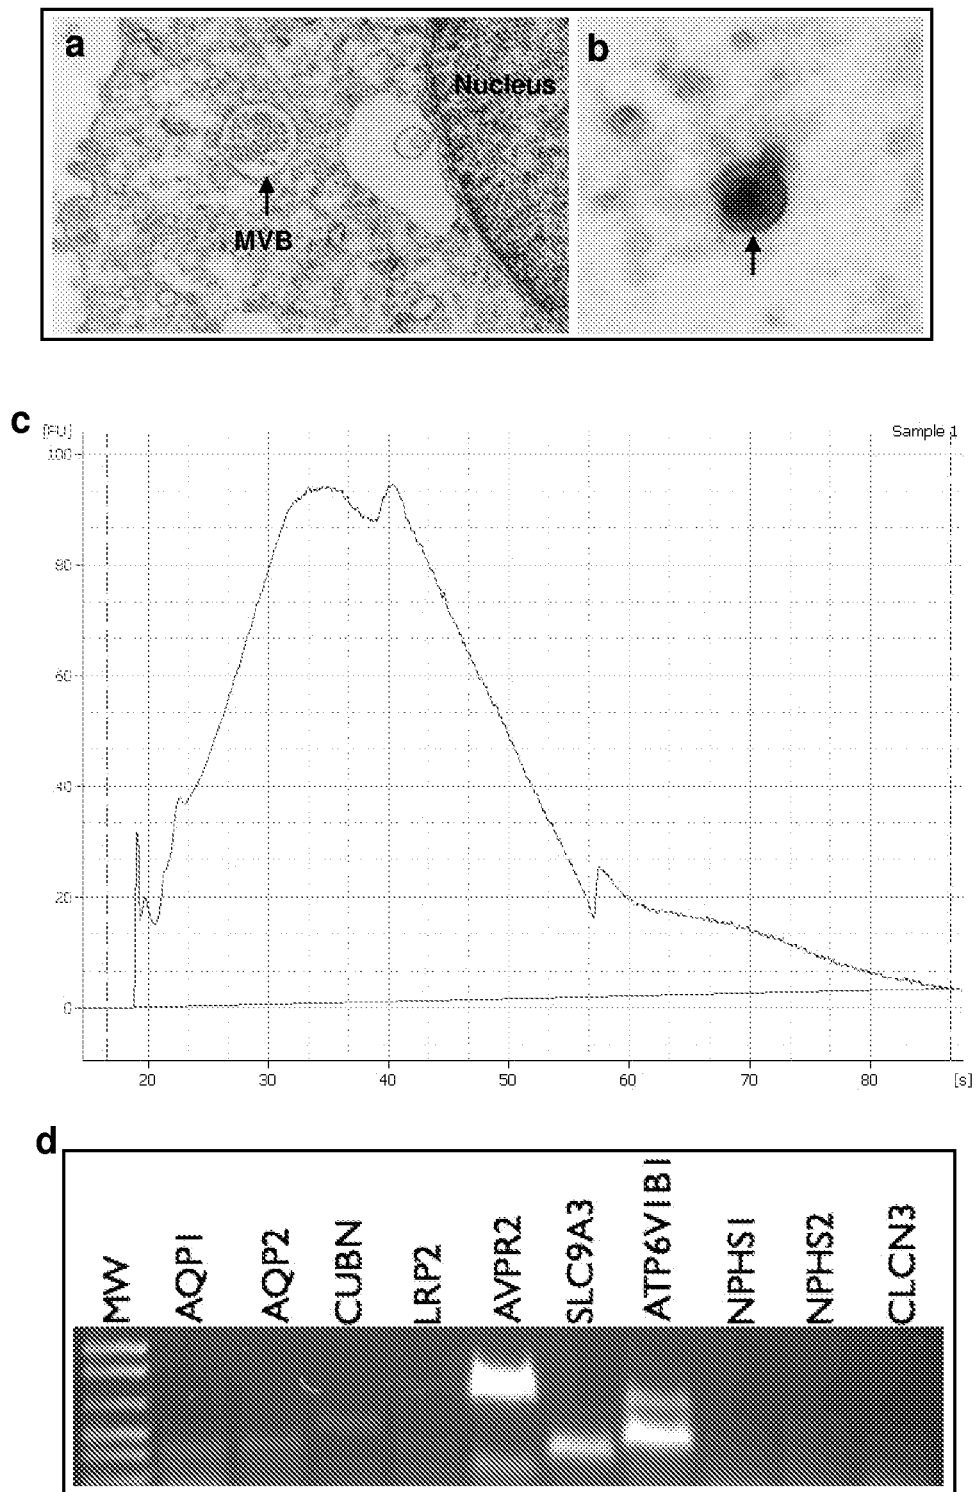 a
Nucleus
MVB
b
c
[FU]
Sample 1
100
80
60
40
20
0
20 30 40 50 60 70 80 [s]
d
MW AQP1 AQP2 CUBN LRP2 AVPR2 SLC9A3 ATP6V1B1 NPHS1 NPHS2 CLCN3